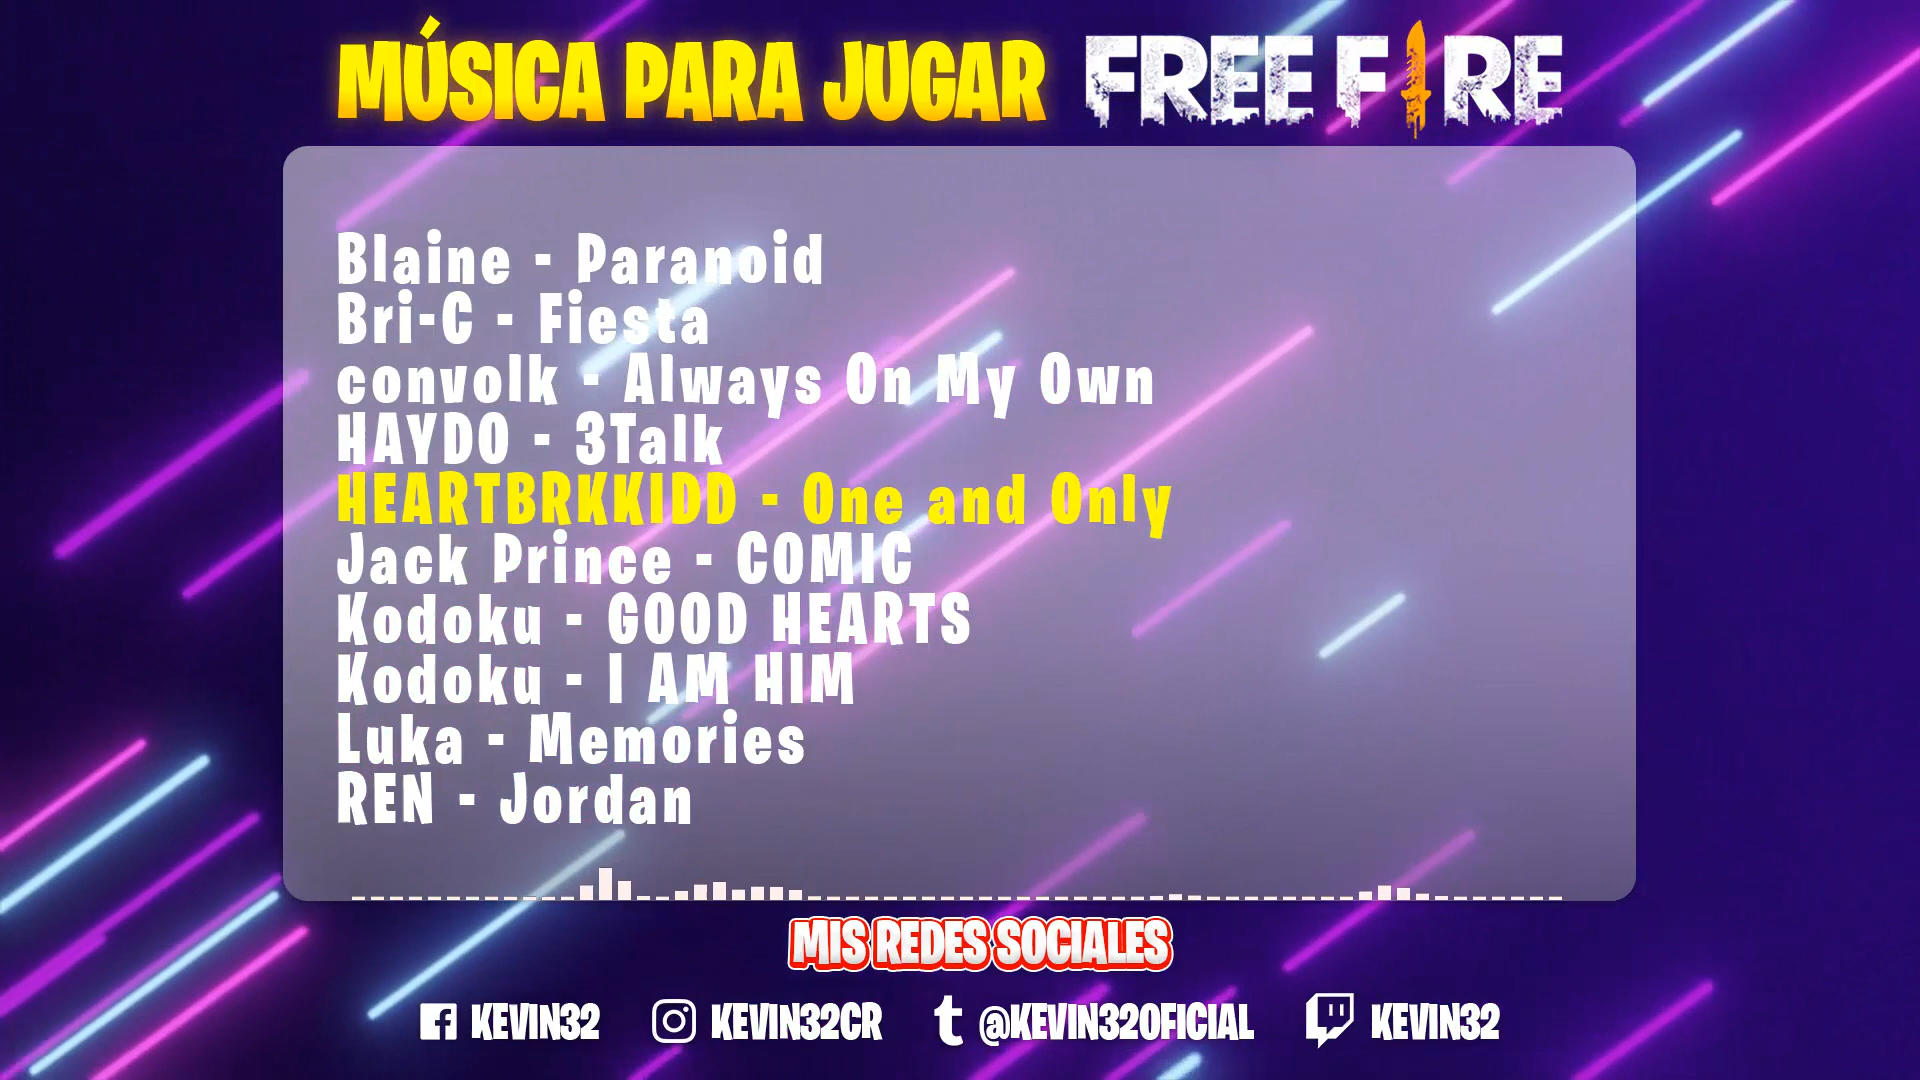 MÚSICA PARA JUGAR FREE FIRE
Blaine - Paranoid
Bri-C - Fiesta
convolk - Always On My Own
HAYDO - 3Talk
HEARTBRKKIDD - One and Only
Jack Prince - COMIC
Kodoku - GOOD HEARTS
Kodoku - I AM HIM
Luka - Memories
REN - Jordan
MIS REDES SOCIALES
KEVIN32 KEVIN32CR @KEVIN32OFICIAL KEVIN32